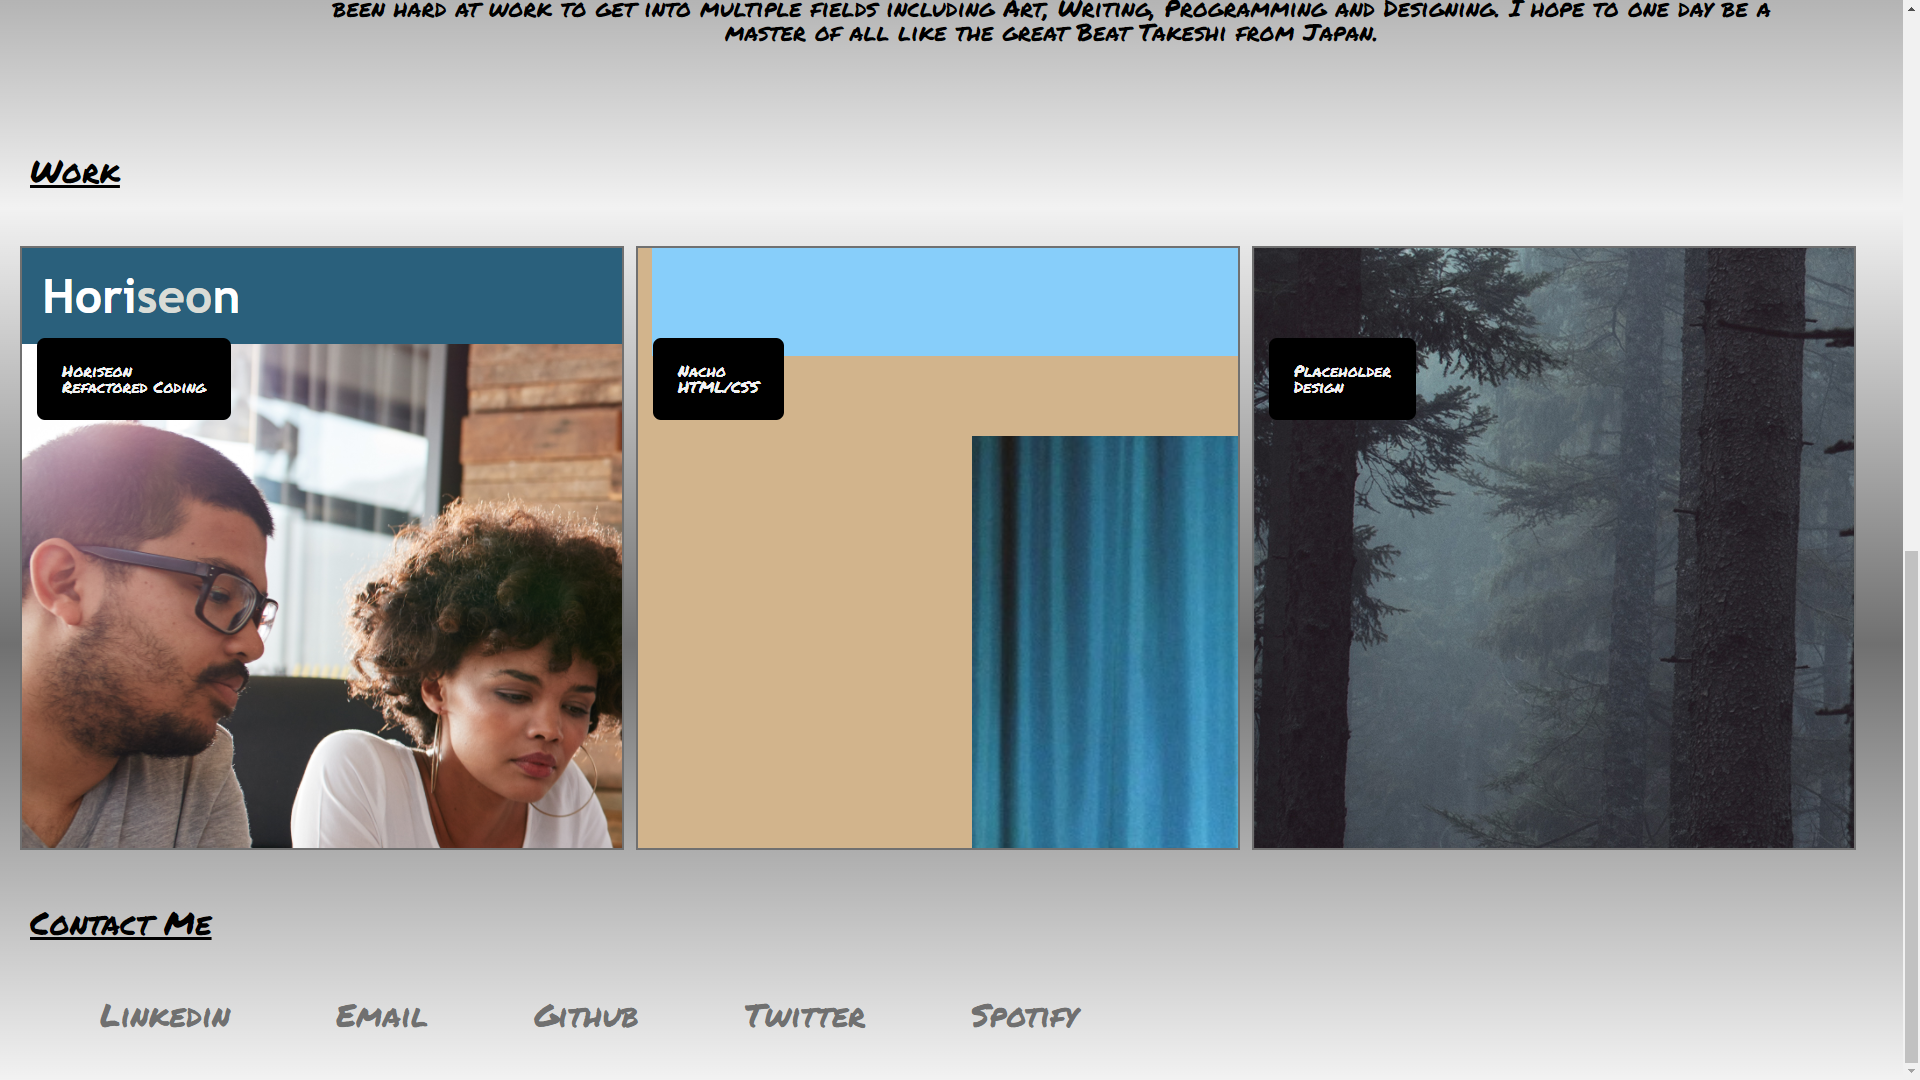 been hard at work to get into multiple fields including Art, Writing, Programming and Designing. I hope to one day be a
master of all like the great Beat Takeshi from Japan.
Work
Horiseon
Horiseon
Refactored Coding
Nacho
HTML/CSS
Placeholder
Design
Contact Me
Linkedin Email Github Twitter Spotify